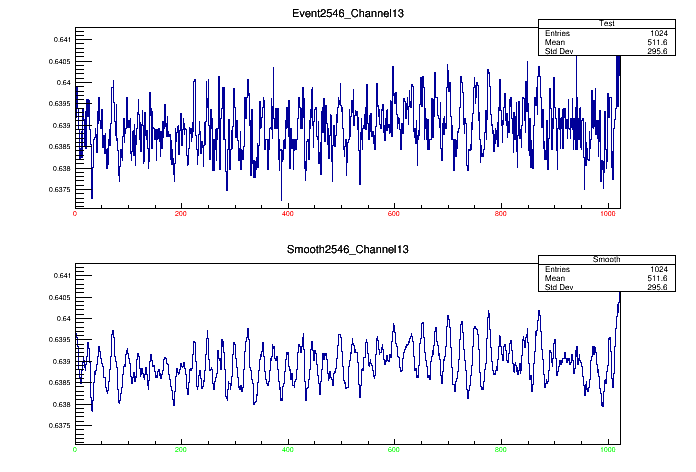 Event2546_Channel13
Test
Entries 1024
Mean 511.6
Std Dev 295.6
0.641
0.6405
0.64
0.6395
0.639
0.6385
0.638
0.6375
0 200 400 600 800 1000
Smooth2546_Channel13
Smooth
Entries 1024
Mean 511.6
Std Dev 295.6
0.641
0.6405
0.64
0.6395
0.639
0.6385
0.638
0.6375
0 200 400 600 800 1000